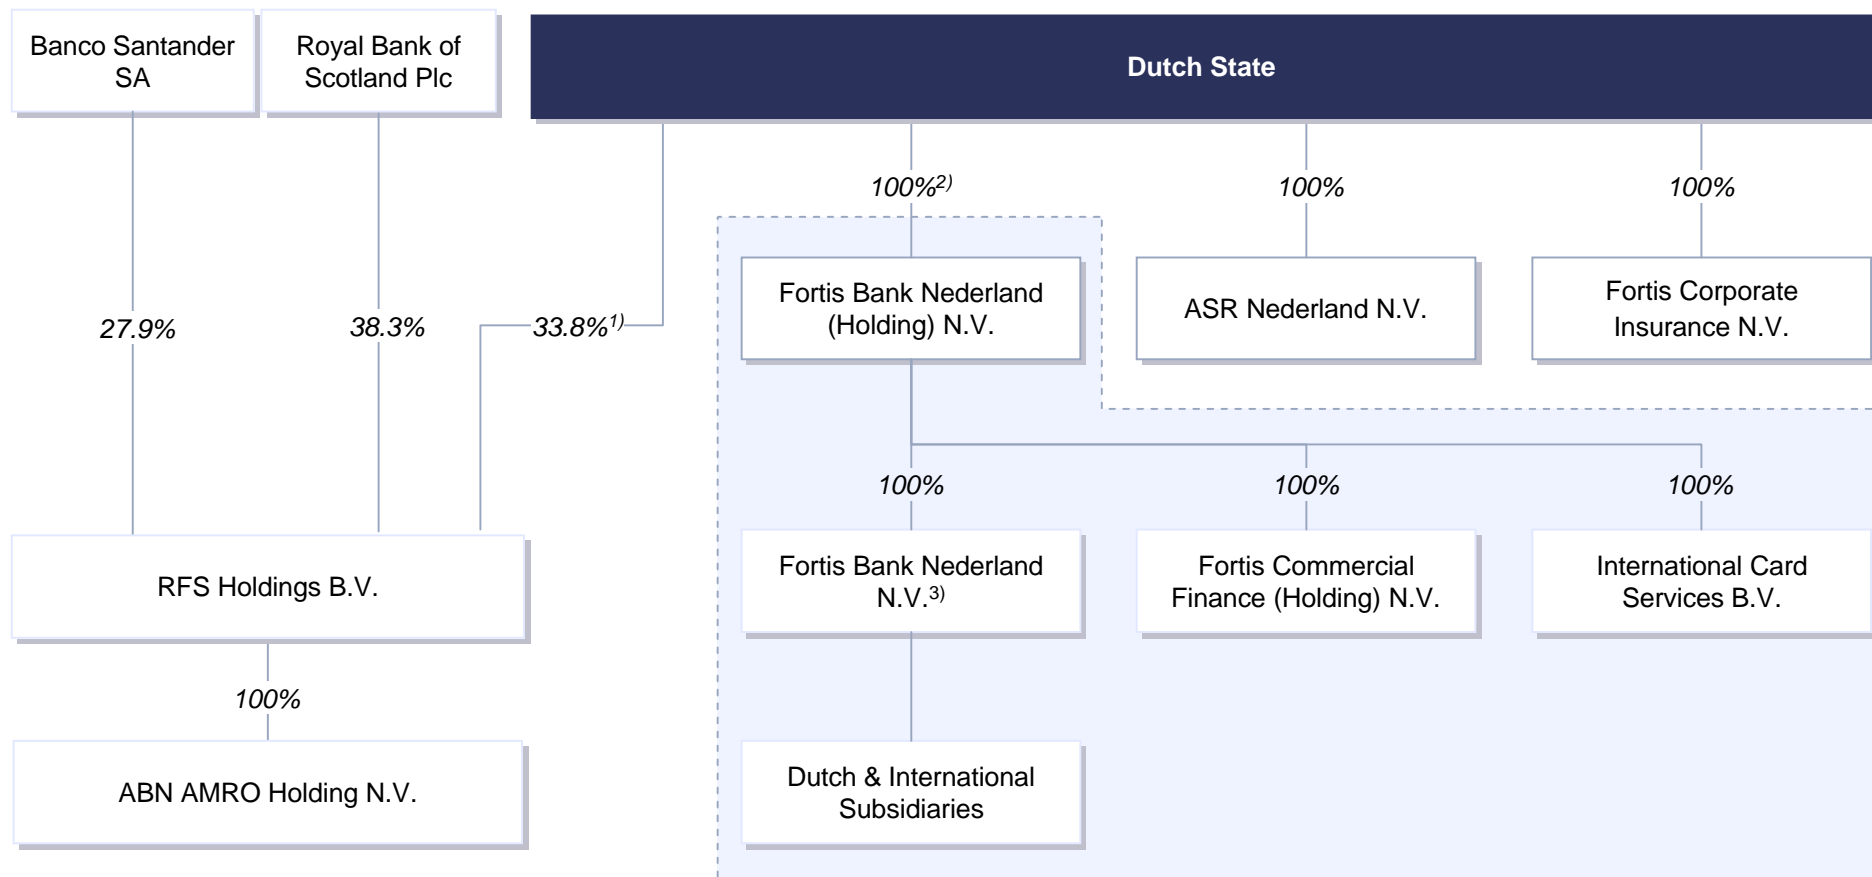 Banco Santander
SA
Royal Bank of
Scotland Plc
Dutch State
100%2)
100%
100%
Fortis Bank Nederland
(Holding) N.V.
ASR Nederland N.V.
Fortis Corporate
Insurance N.V.
27.9%
38.3%
33.8%1)
100%
100%
100%
RFS Holdings B.V.
Fortis Bank Nederland
N.V.3)
Fortis Commercial
Finance (Holding) N.V.
International Card
Services B.V.
100%
ABN AMRO Holding N.V.
Dutch & International
Subsidiaries